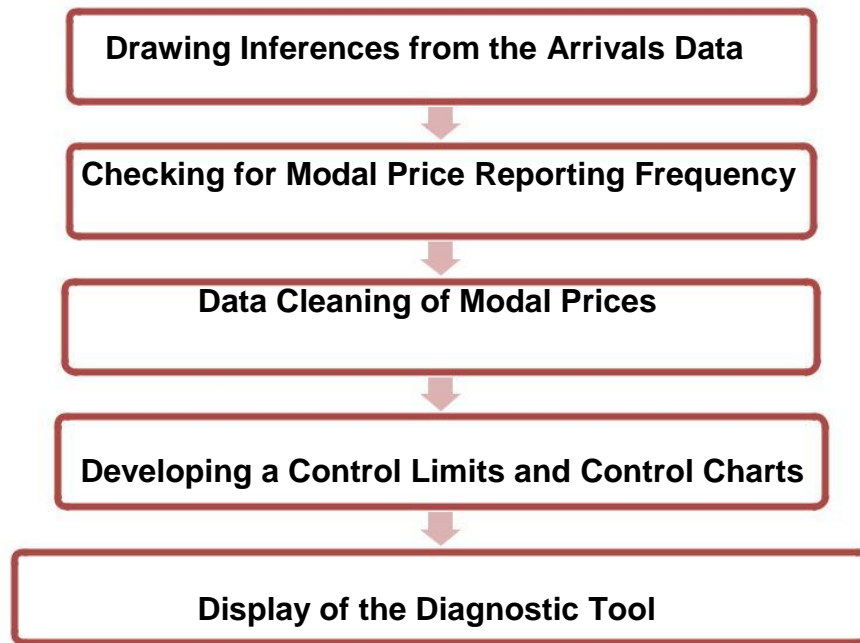 Drawing Inferences from the Arrivals Data
Checking for Modal Price Reporting Frequency
Data Cleaning of Modal Prices
Developing a Control Limits and Control Charts
Display of the Diagnostic Tool